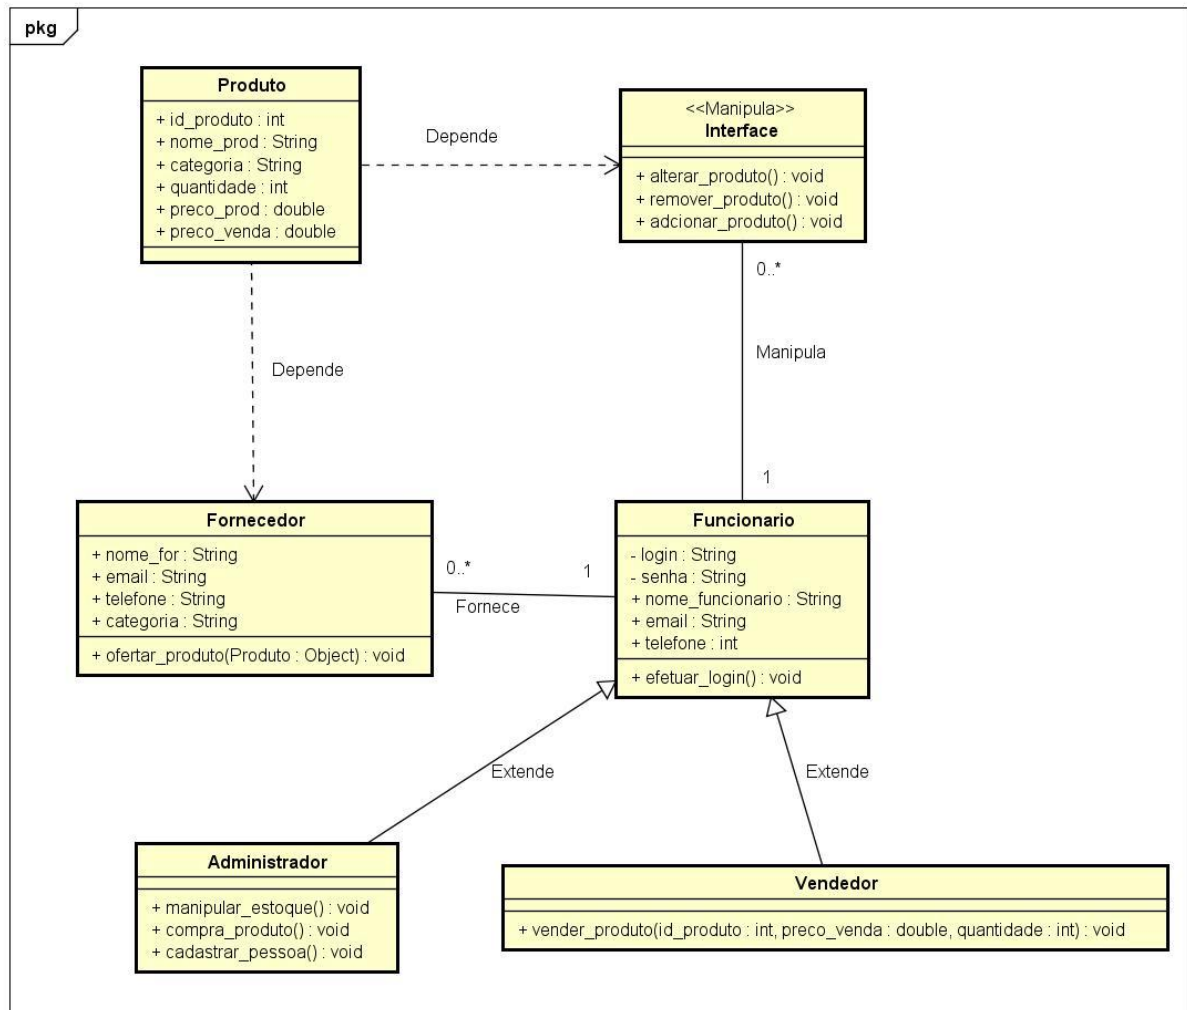 pkg
Produto
+ id_produto : int
+ nome_prod : String
+ categoria : String
+ quantidade : int
+ preco_prod : double
+ preco_venda : double
Depende
<<Manipula>>
Interface
+ alterar_produto() : void
+ remover_produto() : void
+ adcionar_produto() : void
0..*
Manipula
1
Depende
Fornecedor
+ nome_for : String
+ email : String
+ telefone : String
+ categoria : String
+ ofertar_produto(Produto : Object) : void
0..*
1
Fornece
Funcionario
- login : String
- senha : String
+ nome_funcionario : String
+ email : String
+ telefone : int
+ efetuar_login() : void
Extende
Extende
Administrador
+ manipular_estoque() : void
+ compra_produto() : void
+ cadastrar_pessoa() : void
Vendedor
+ vender_produto(id_produto : int, preco_venda : double, quantidade : int) : void